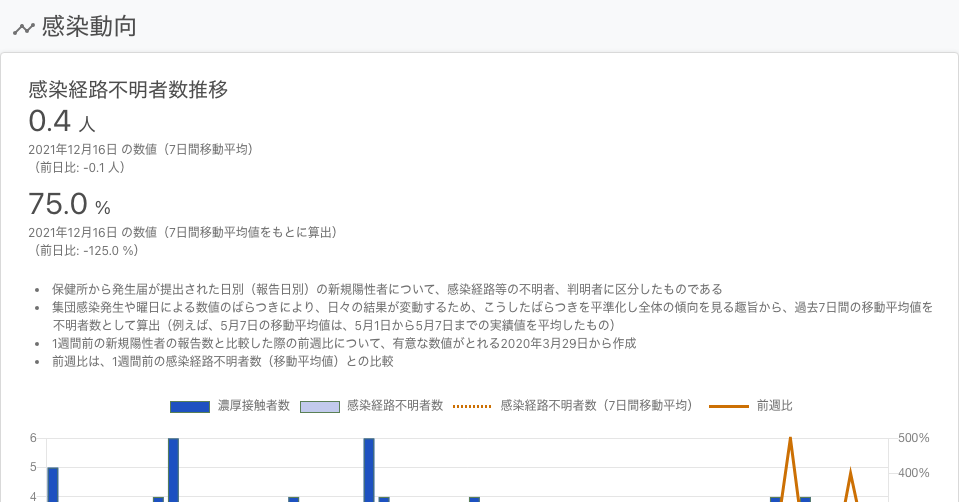 感染動向
感染経路不明者数推移
0.4 人
2021年12月16日 の数値（7日間移動平均）
（前日比: -0.1 人）
75.0 %
2021年12月16日 の数値（7日間移動平均値をもとに算出）
（前日比: -125.0 %）
• 保健所から発生届が提出された日別（報告日別）の新規陽性者について、感染経路等の不明者、判明者に区分したものである
• 集団感染発生や曜日による数値のばらつきにより、日々の結果が変動するため、こうしたばらつきを平準化し全体の傾向を見る趣旨から、過去7日間の移動平均値を
不明者数として算出（例えば、5月7日の移動平均値は、5月1日から5月7日までの実績値を平均したもの）
• 1週間前の新規陽性者の報告数と比較した際の前週比について、有意な数値がとれる2020年3月29日から作成
• 前週比は、1週間前の感染経路不明者数（移動平均値）との比較
濃厚接触者数 感染経路不明者数 感染経路不明者数（7日間移動平均） 前週比
6 500%
5 400%
4